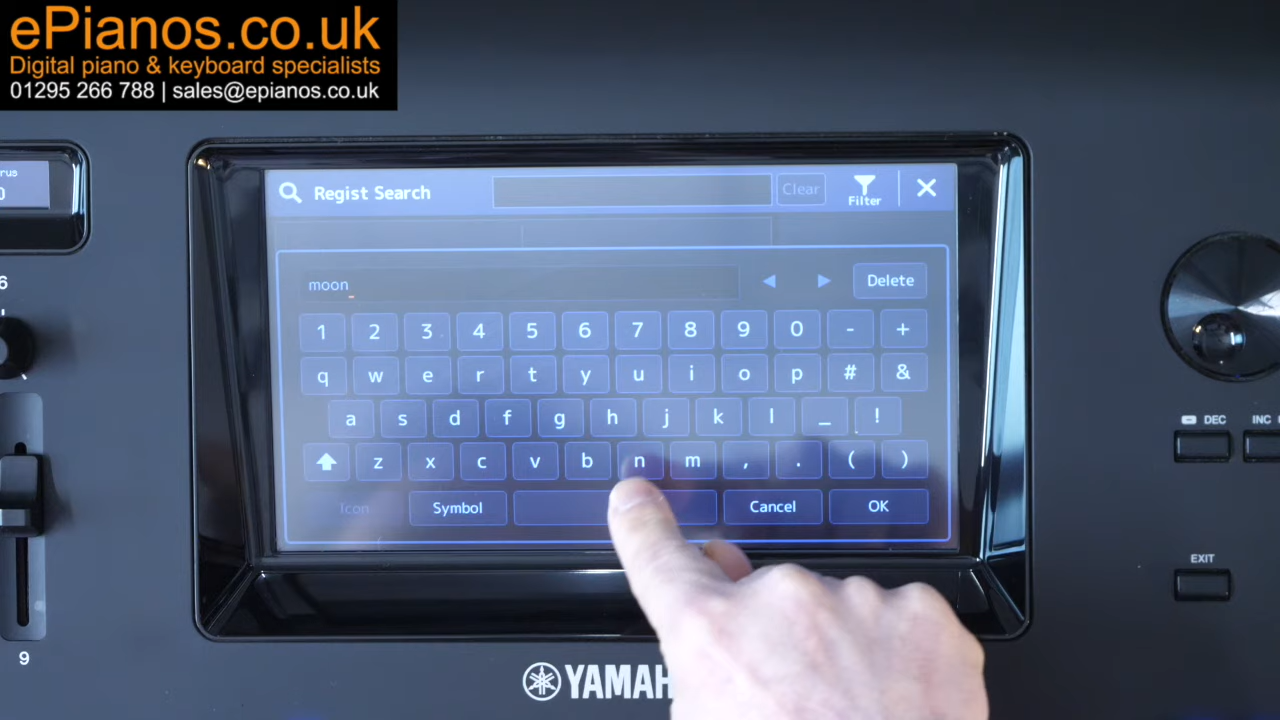 ePianos.co.uk
Digital piano & keyboard specialists
01295 266 788 | sales@epianos.co.uk
Regist Search
Clear
Filter
moon
Delete
1 2 3 4 5 6 7 8 9 0 - +
q w e r t y u i o p # &
a s d f g h j k l _ !
z x c v b n m , . ( )
Icon Symbol Cancel OK
DEC INC
EXIT
6
9
YAMAH